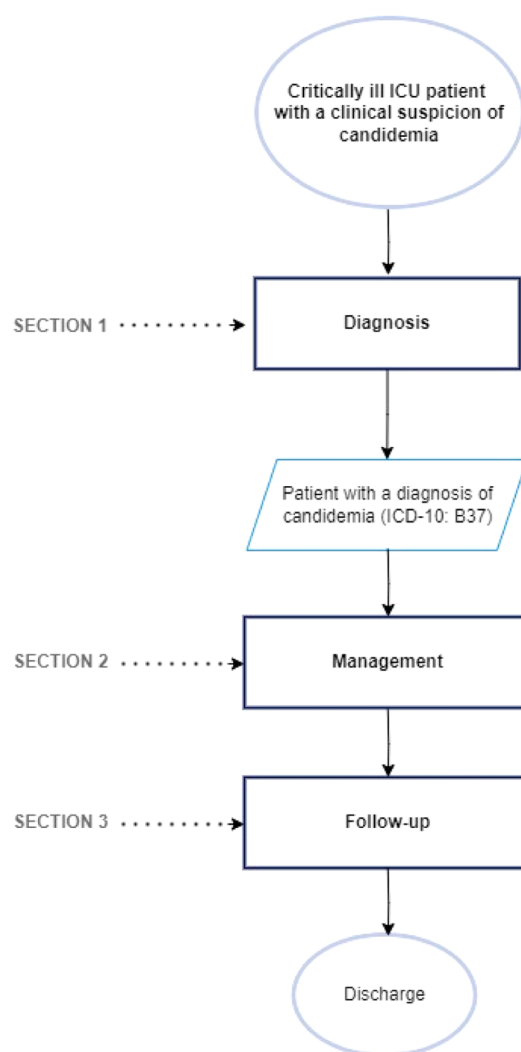 Critically ill ICU patient
with a clinical suspicion of
candidemia
SECTION 1
Diagnosis
Patient with a diagnosis of
candidemia (ICD-10: B37)
SECTION 2
Management
SECTION 3
Follow-up
Discharge